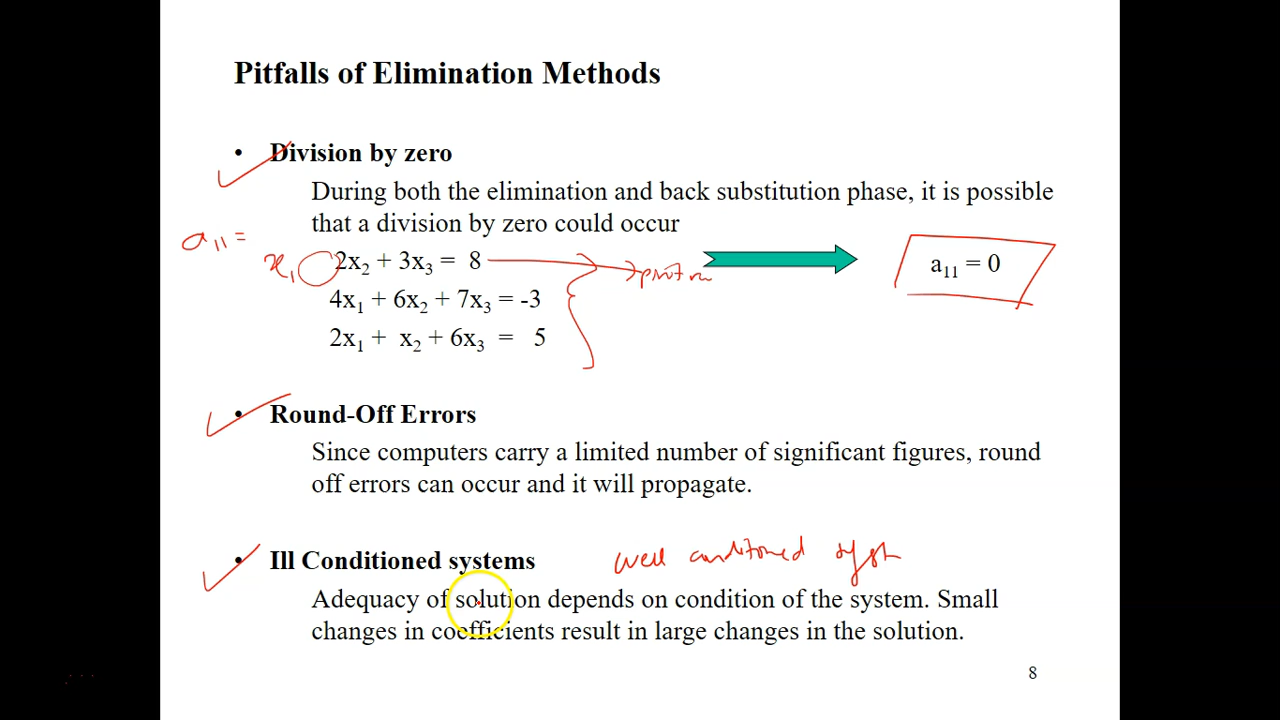 Pitfalls of Elimination Methods
• Division by zero
During both the elimination and back substitution phase, it is possible
that a division by zero could occur
a₁₁ =
x₁ 2x₂ + 3x₃ = 8
a₁₁ = 0
4x₁ + 6x₂ + 7x₃ = -3
2x₁ + x₂ + 6x₃ = 5
• Round-Off Errors
Since computers carry a limited number of significant figures, round
off errors can occur and it will propagate.
• Ill Conditioned systems well conditioned
Adequacy of solution depends on condition of the system. Small
changes in coefficients result in large changes in the solution.
8